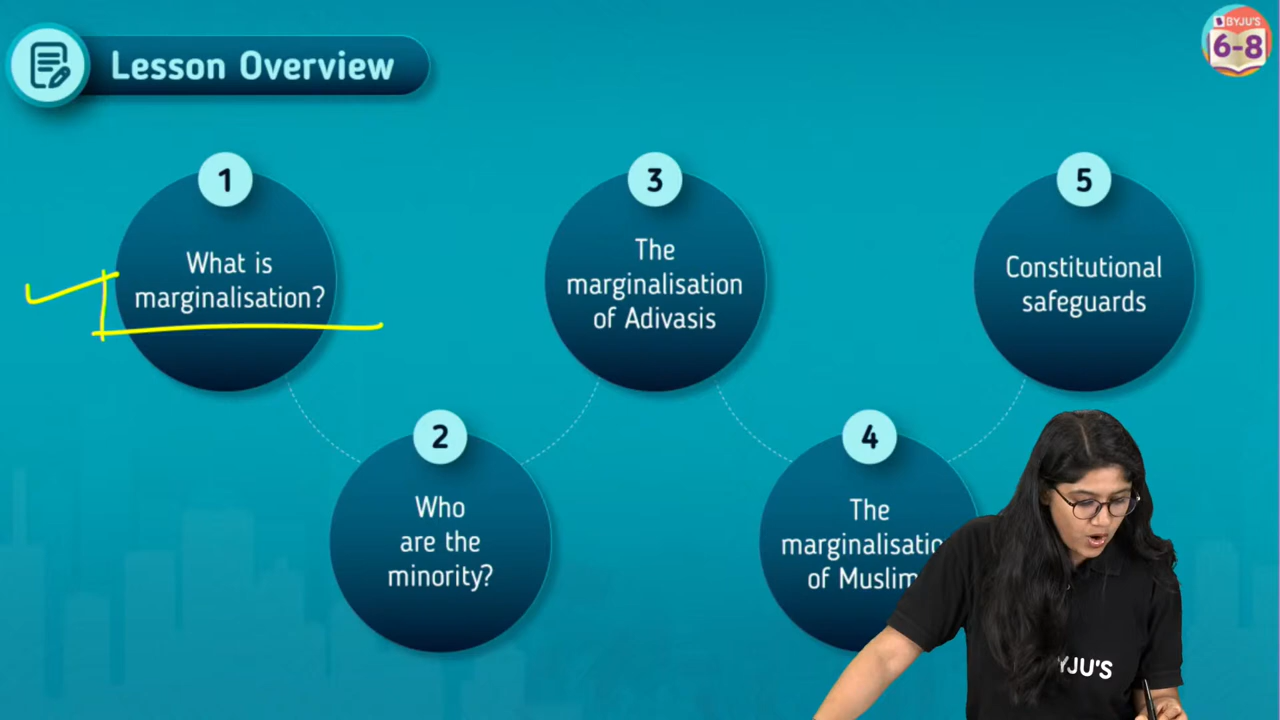 Lesson Overview
BYJU'S
6-8
1
What is
marginalisation?
2
Who
are the
minority?
3
The
marginalisation
of Adivasis
4
The
of
5
Constitutional
safeguards
BYJU'S